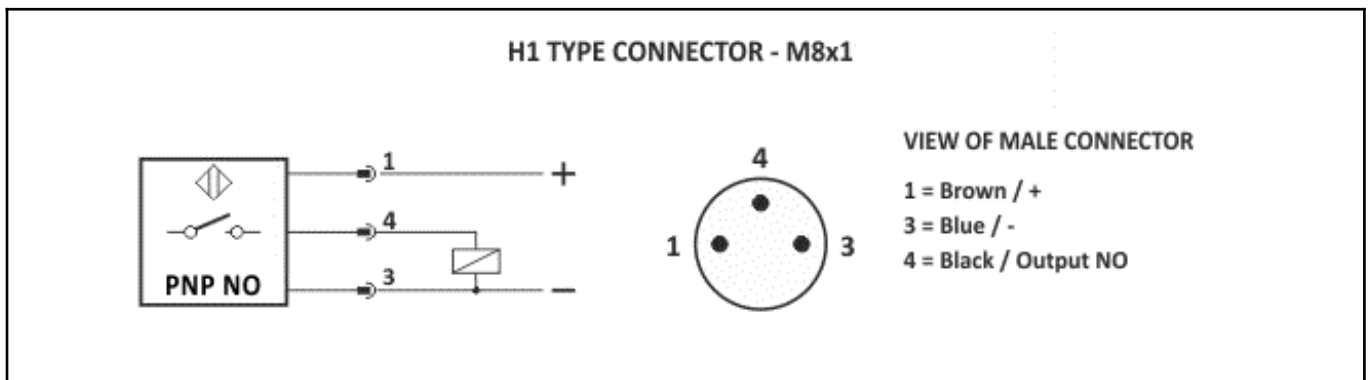 H1 TYPE CONNECTOR - M8x1
1
+
4
3
−
PNP NO
4
1
3
VIEW OF MALE CONNECTOR
1 = Brown / +
3 = Blue / -
4 = Black / Output NO